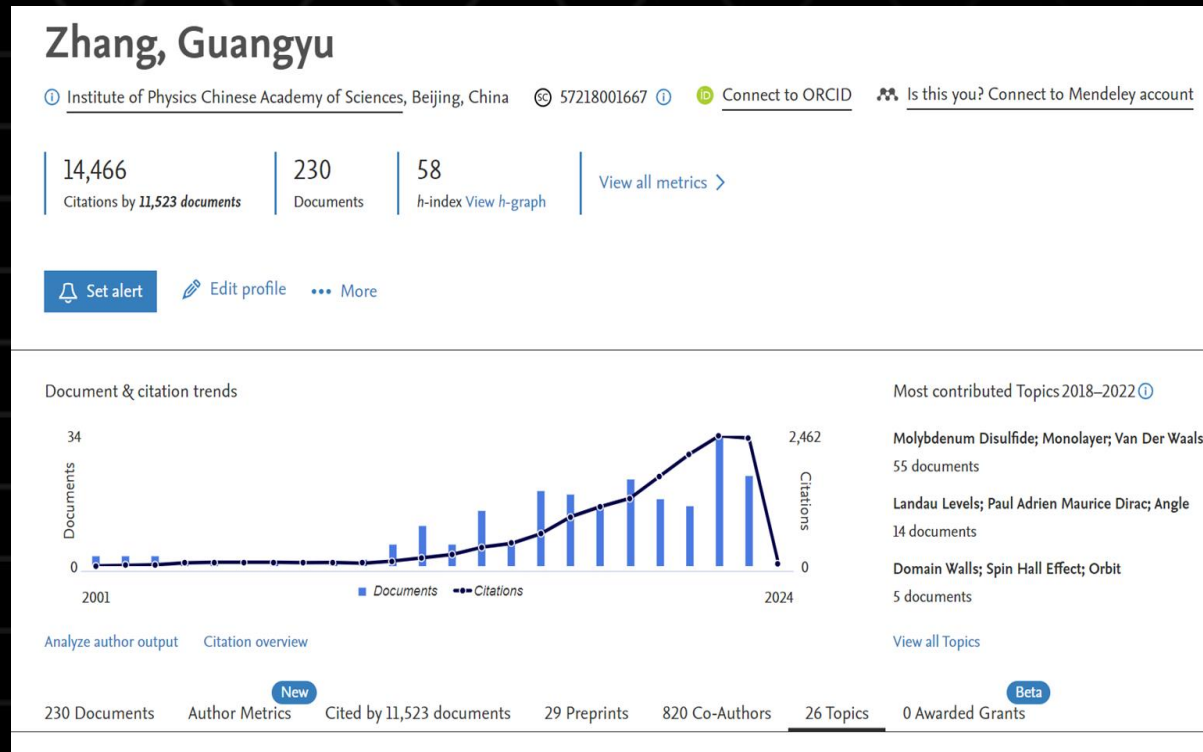 Zhang, Guangyu
Institute of Physics Chinese Academy of Sciences, Beijing, China SC 57218001667 iD Connect to ORCID Is this you? Connect to Mendeley account
14,466 230 58 View all metrics
Citations by 11,523 documents Documents h-index View h-graph
Set alert Edit profile ••• More
Document & citation trends Most contributed Topics 2018–2022
34 2,462
Documents Citations
0 0
2001 2024
Documents Citations
Molybdenum Disulfide; Monolayer; Van Der Waals
55 documents
Landau Levels; Paul Adrien Maurice Dirac; Angle
14 documents
Domain Walls; Spin Hall Effect; Orbit
5 documents
Analyze author output Citation overview View all Topics
New Beta
230 Documents Author Metrics Cited by 11,523 documents 29 Preprints 820 Co-Authors 26 Topics 0 Awarded Grants